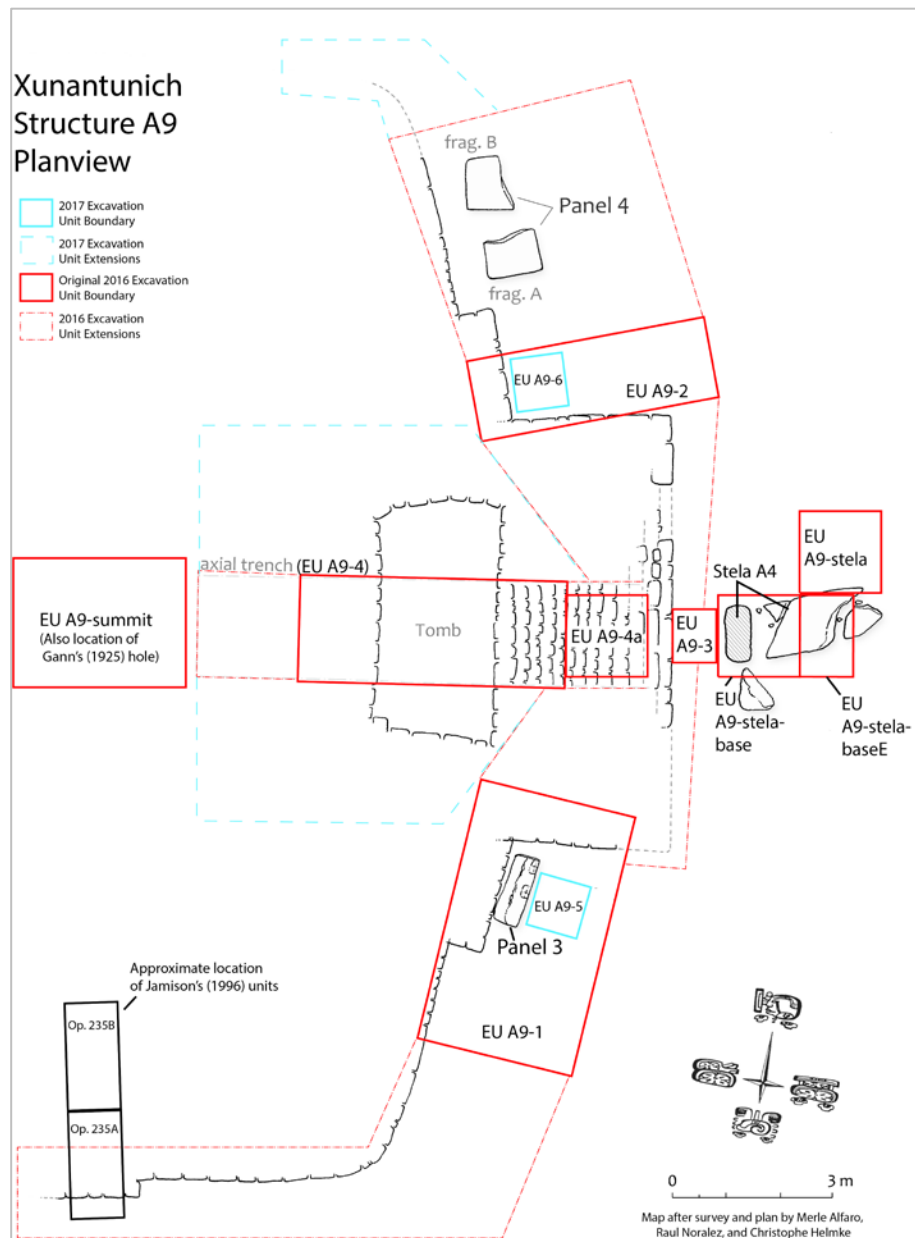 Xunantunich
Structure A9
Planview
2017 Excavation
Unit Boundary
2017 Excavation
Unit Extensions
Original 2016 Excavation
Unit Boundary
2016 Excavation
Unit Extensions
frag. B
Panel 4
frag. A
EU A9-6
EU A9-2
axial trench (EU A9-4)
EU A9-summit
(Also location of
Gann's (1925) hole)
Tomb
EU A9-4a
EU
A9-3
Stela A4
EU
A9-stela
EU
A9-stela-
base
EU
A9-stela-
baseE
EU A9-5
Panel 3
EU A9-1
Approximate location
of Jamison's (1996) units
Op. 235B
Op. 235A
0 3 m
Map after survey and plan by Merle Alfaro,
Raul Noralez, and Christophe Helmke